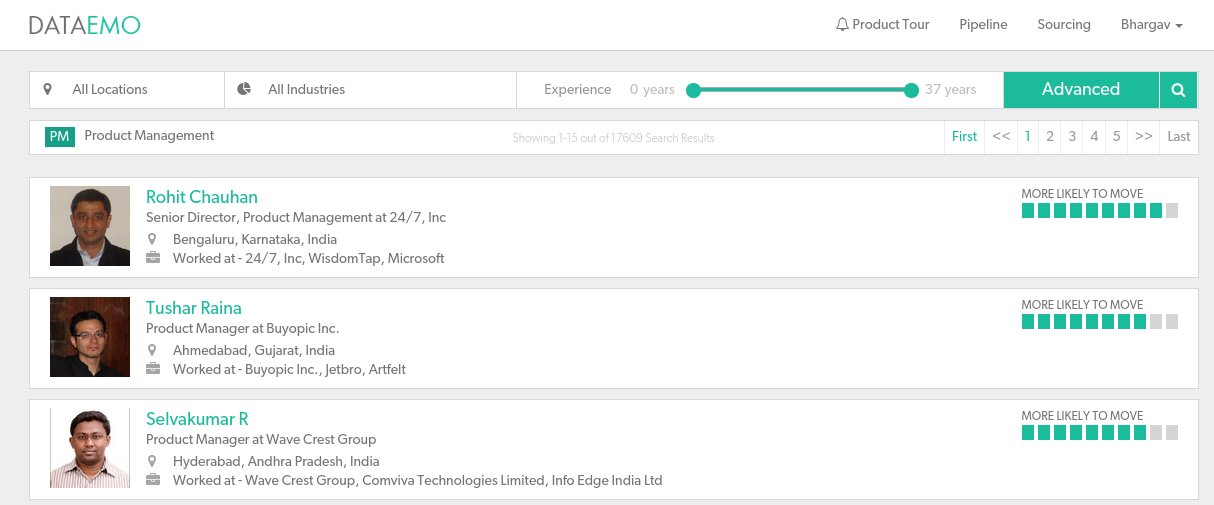 DATAEMO
Product Tour Pipeline Sourcing Bhargav
All Locations All Industries Experience 0 years 37 years Advanced
PM Product Management Showing 1-15 out of 17609 Search Results First << 1 2 3 4 5 >> Last
Rohit Chauhan
Senior Director, Product Management at 24/7, Inc
Bengaluru, Karnataka, India
Worked at - 24/7, Inc, WisdomTap, Microsoft
MORE LIKELY TO MOVE
Tushar Raina
Product Manager at Buyopic Inc.
Ahmedabad, Gujarat, India
Worked at - Buyopic Inc., Jetbro, Artfelt
MORE LIKELY TO MOVE
Selvakumar R
Product Manager at Wave Crest Group
Hyderabad, Andhra Pradesh, India
Worked at - Wave Crest Group, Comviva Technologies Limited, Info Edge India Ltd
MORE LIKELY TO MOVE